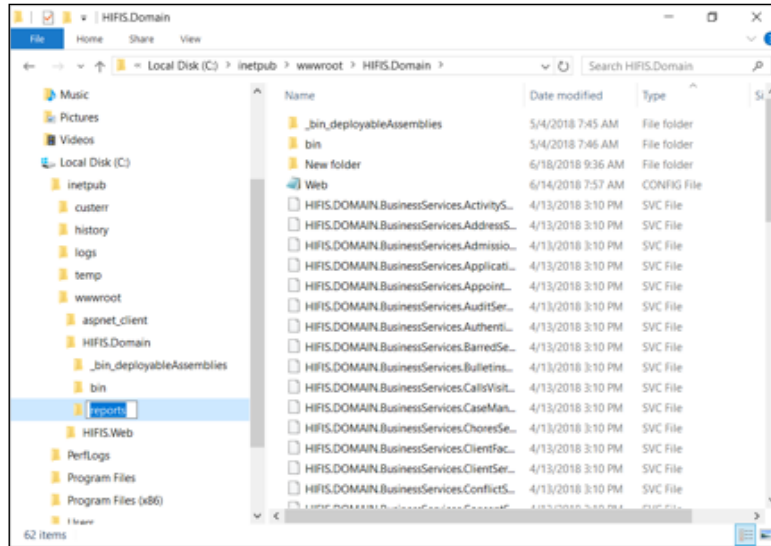 HIFIS.Domain
File Home Share View
Local Disk (C:) > inetpub > wwwroot > HIFIS.Domain >
Search HIFIS.Domain
Music
Pictures
Videos
Local Disk (C:)
inetpub
custerr
history
logs
temp
wwwroot
aspnet_client
HIFIS.Domain
_bin_deployableAssemblies
bin
reports
HIFIS.Web
PerfLogs
Program Files
Program Files (x86)
Name Date modified Type Si
_bin_deployableAssemblies 5/4/2018 7:45 AM File folder
bin 5/4/2018 7:46 AM File folder
New folder 6/18/2018 9:36 AM File folder
Web 6/14/2018 7:57 AM CONFIG File
HIFIS.DOMAIN.BusinessServices.ActivityS... 4/13/2018 3:10 PM SVC File
HIFIS.DOMAIN.BusinessServices.AddressS... 4/13/2018 3:10 PM SVC File
HIFIS.DOMAIN.BusinessServices.Admissio... 4/13/2018 3:10 PM SVC File
HIFIS.DOMAIN.BusinessServices.Applicati... 4/13/2018 3:10 PM SVC File
HIFIS.DOMAIN.BusinessServices.Appoint... 4/13/2018 3:10 PM SVC File
HIFIS.DOMAIN.BusinessServices.AuditSer... 4/13/2018 3:10 PM SVC File
HIFIS.DOMAIN.BusinessServices.Authenti... 4/13/2018 3:10 PM SVC File
HIFIS.DOMAIN.BusinessServices.BarredSe... 4/13/2018 3:10 PM SVC File
HIFIS.DOMAIN.BusinessServices.Bulletins... 4/13/2018 3:10 PM SVC File
HIFIS.DOMAIN.BusinessServices.CallsVisit... 4/13/2018 3:10 PM SVC File
HIFIS.DOMAIN.BusinessServices.CaseMan... 4/13/2018 3:10 PM SVC File
HIFIS.DOMAIN.BusinessServices.ChoresSe... 4/13/2018 3:10 PM SVC File
HIFIS.DOMAIN.BusinessServices.ClientFac... 4/13/2018 3:10 PM SVC File
HIFIS.DOMAIN.BusinessServices.ClientSer... 4/13/2018 3:10 PM SVC File
HIFIS.DOMAIN.BusinessServices.ConflictS... 4/13/2018 3:10 PM SVC File
62 items